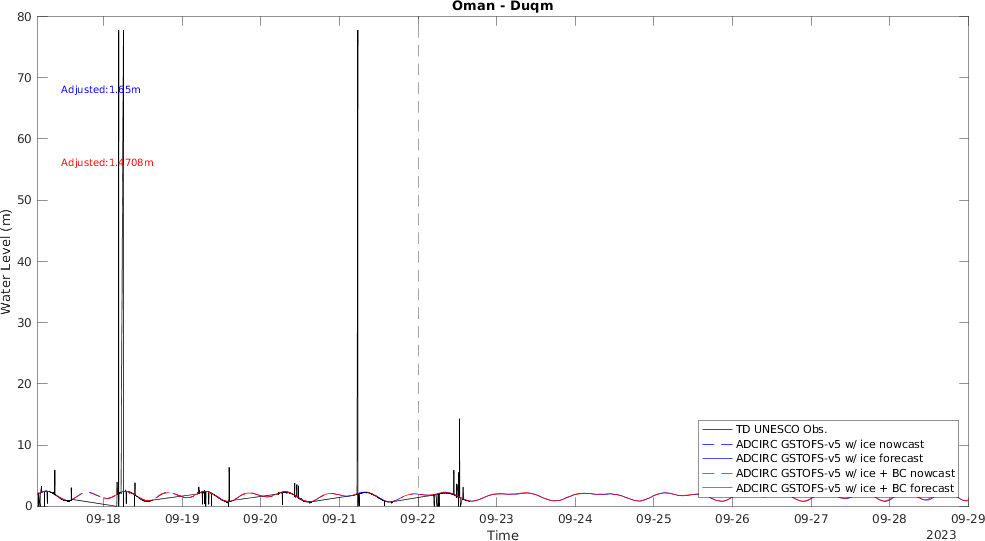 Oman - Duqm
80
70
60
50
40
30
20
10
0
Water Level (m)
Adjusted:1.65m
Adjusted:1.4708m
TD UNESCO Obs.
ADCIRC GSTOFS-v5 w/ ice nowcast
ADCIRC GSTOFS-v5 w/ ice forecast
ADCIRC GSTOFS-v5 w/ ice + BC nowcast
ADCIRC GSTOFS-v5 w/ ice + BC forecast
09-18 09-19 09-20 09-21 09-22 09-23 09-24 09-25 09-26 09-27 09-28 09-29
Time
2023